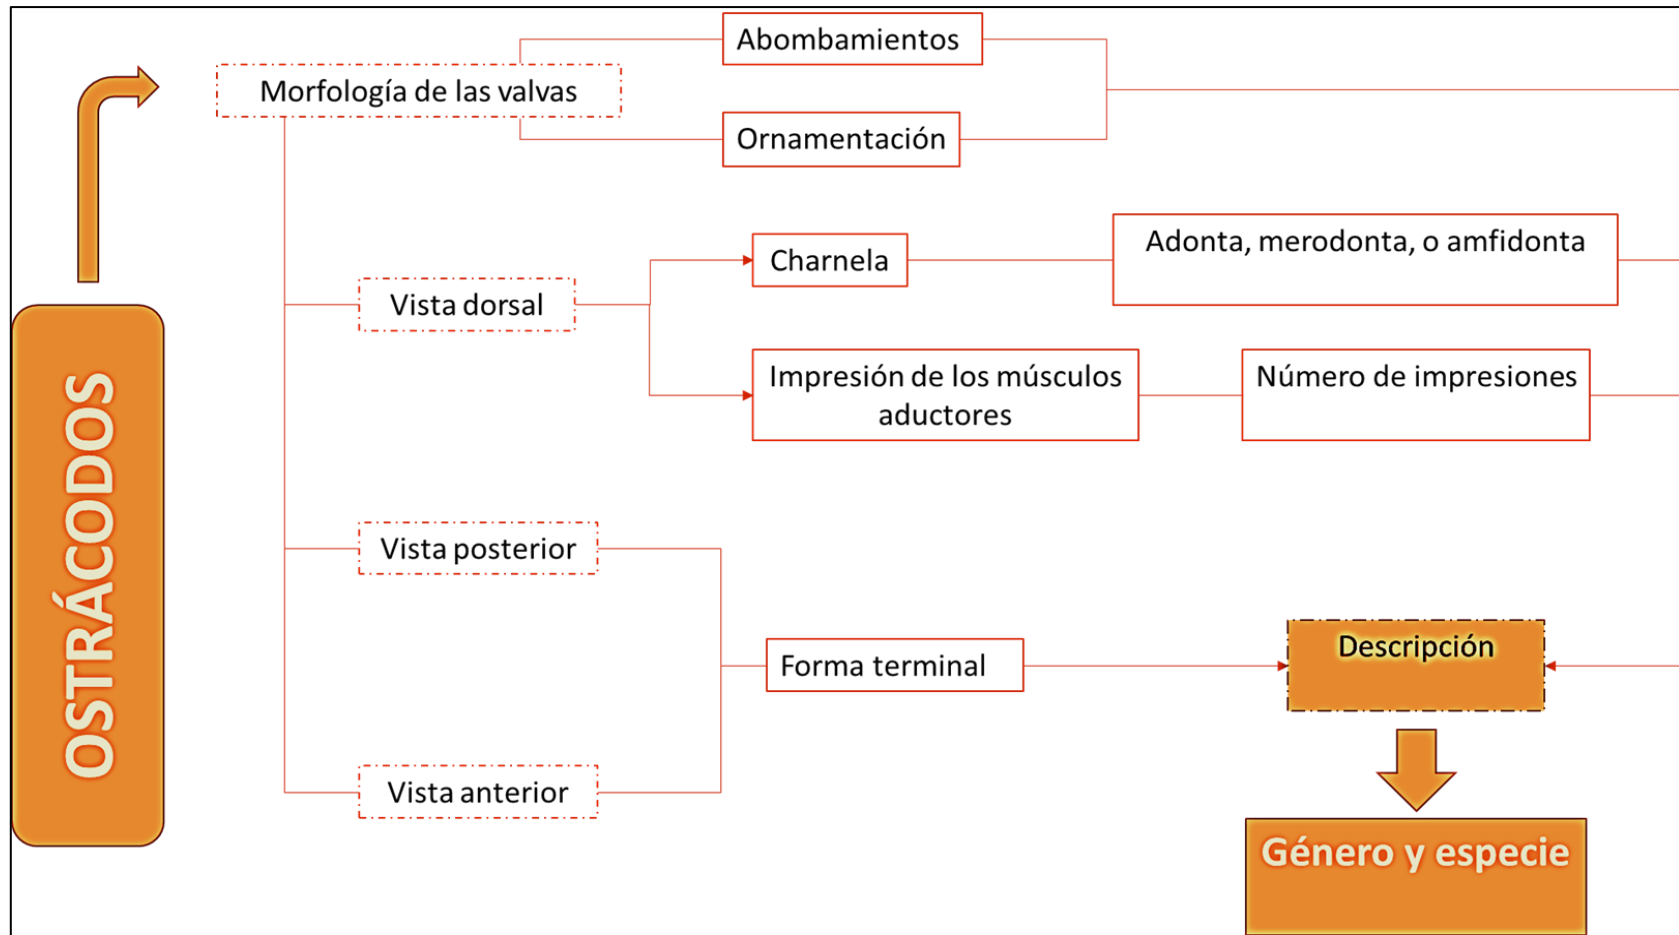 OSTRÁCODOS
Morfología de las valvas
Abombamientos
Ornamentación
Vista dorsal
Charnela
Adonta, merodonta, o amfidonta
Impresión de los músculos
aductores
Número de impresiones
Vista posterior
Vista anterior
Forma terminal
Descripción
Género y especie